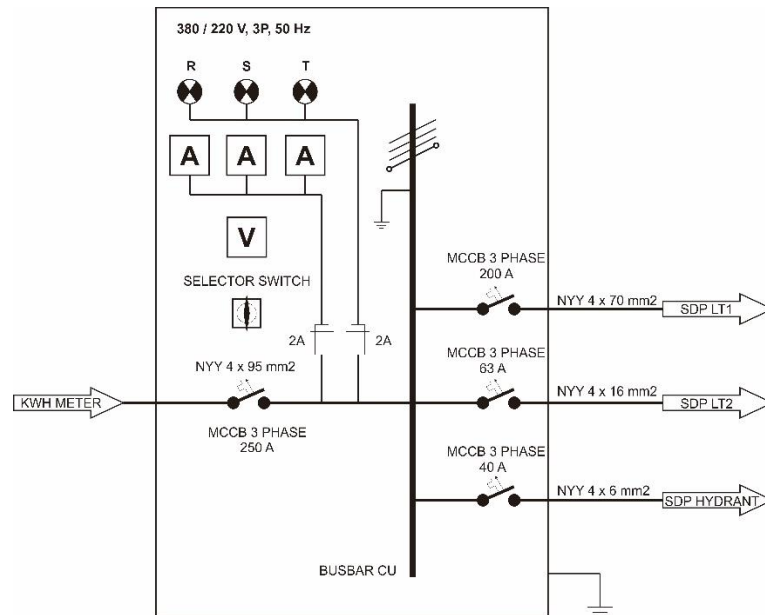 380 / 220 V, 3P, 50 Hz
R S T
A A A
V
SELECTOR SWITCH
2A 2A
NYY 4 x 95 mm2
KWH METER
MCCB 3 PHASE
250 A
MCCB 3 PHASE
200 A
NYY 4 x 70 mm2
SDP LT1
MCCB 3 PHASE
63 A
NYY 4 x 16 mm2
SDP LT2
MCCB 3 PHASE
40 A
NYY 4 x 6 mm2
SDP HYDRANT
BUSBAR CU